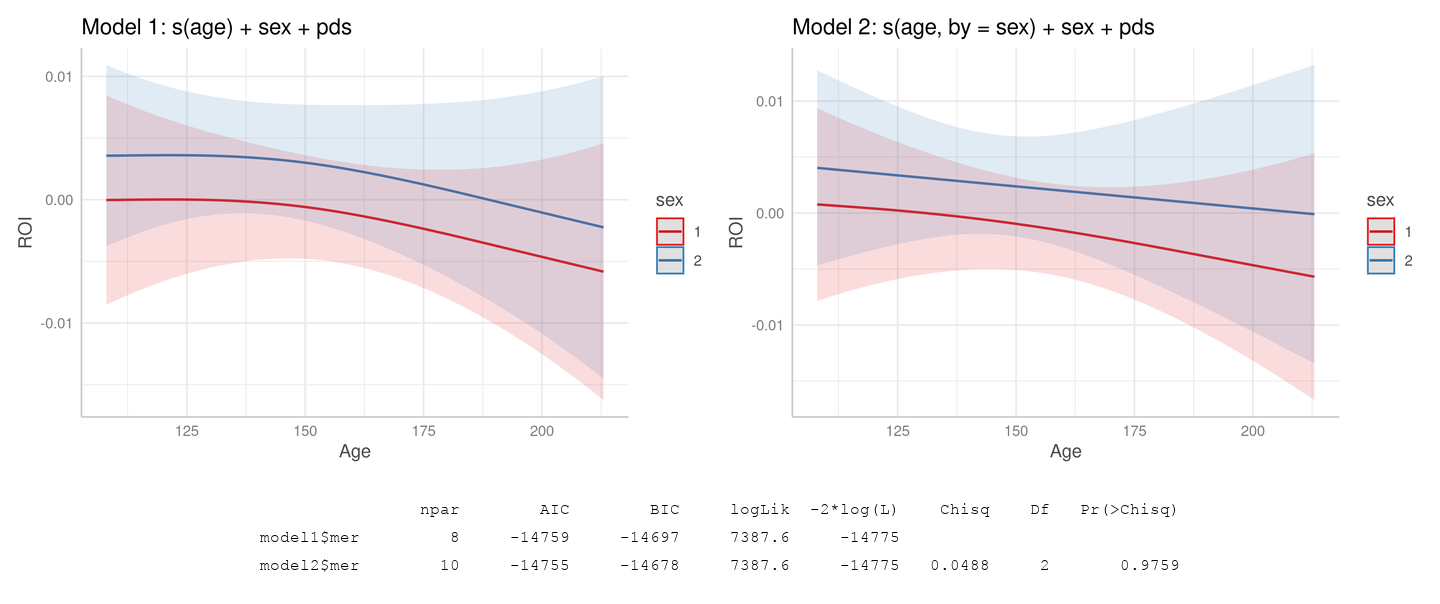 Model 1: s(age) + sex + pds
0.01
0.00
-0.01
ROI
125 150 175 200
Age
sex
1
2
Model 2: s(age, by = sex) + sex + pds
0.01
0.00
-0.01
ROI
125 150 175 200
Age
sex
1
2
npar AIC BIC logLik -2*log(L) Chisq Df Pr(>Chisq)
model1$mer 8 -14759 -14697 7387.6 -14775
model2$mer 10 -14755 -14678 7387.6 -14775 0.0488 2 0.9759